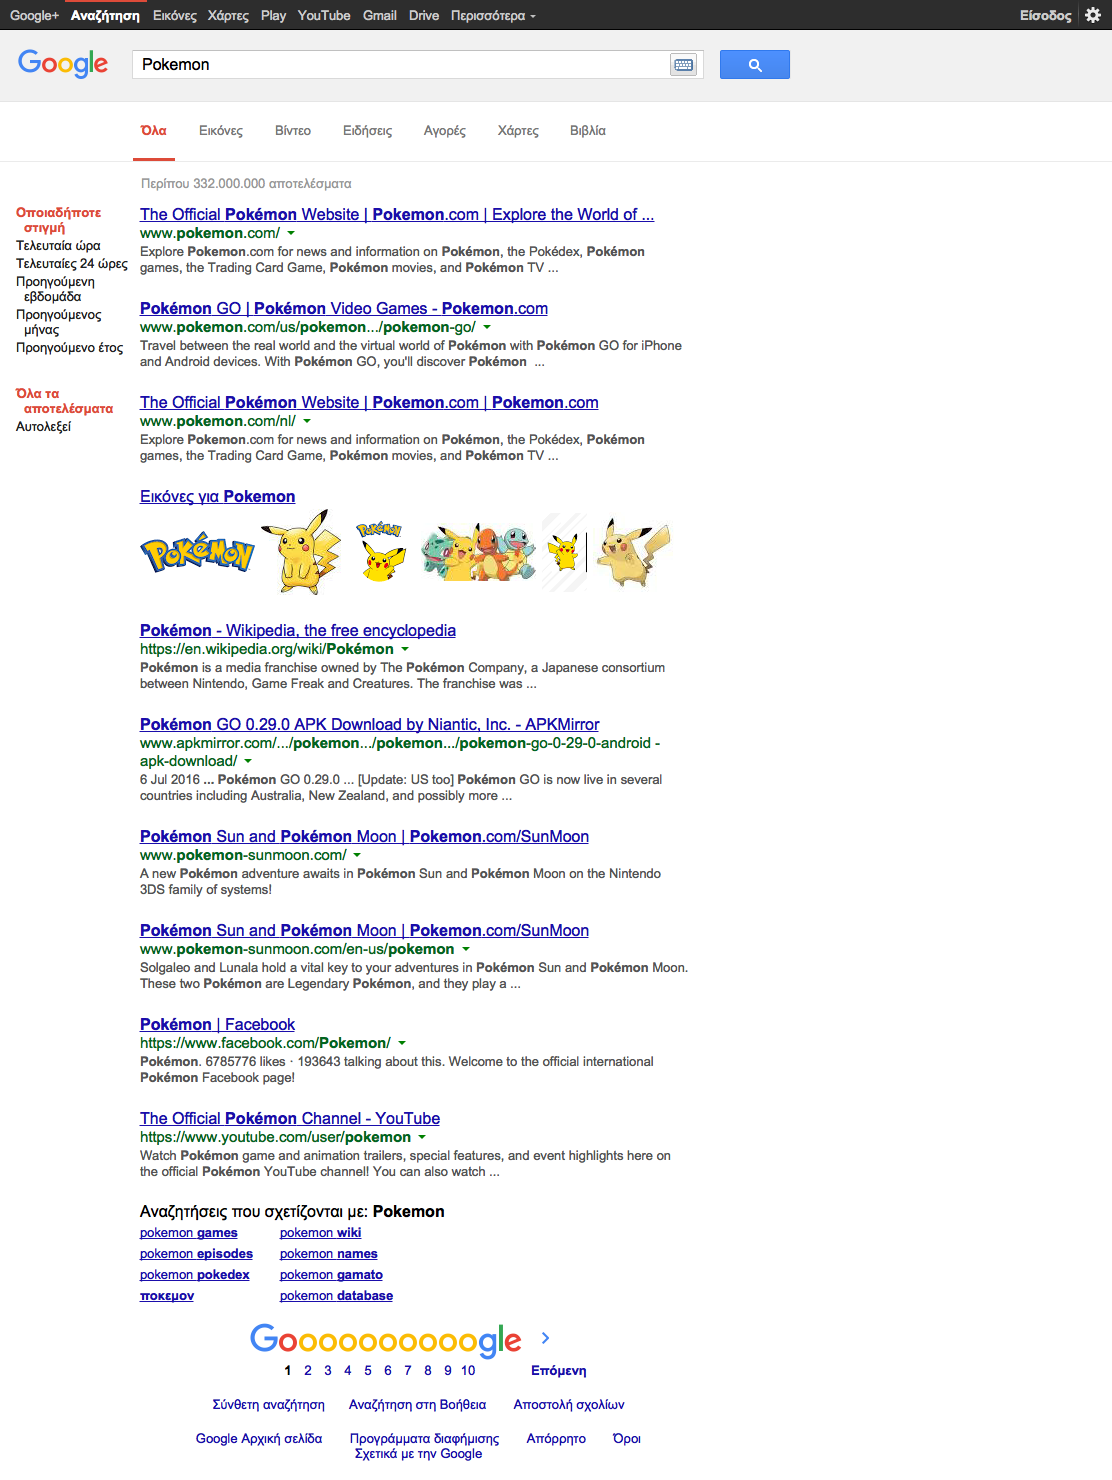 Google+ Αναζήτηση Εικόνες Χάρτες Play YouTube Gmail Drive Περισσότερα Είσοδος
Google Pokemon
Όλα Εικόνες Βίντεο Ειδήσεις Αγορές Χάρτες Βιβλία
Περίπου 332.000.000 αποτελέσματα
Οποιαδήποτε
στιγμή
Τελευταία ώρα
Τελευταίες 24 ώρες
Προηγούμενη
εβδομάδα
Προηγούμενος
μήνας
Προηγούμενο έτος
Όλα τα
αποτελέσματα
Αυτολεξεί
The Official Pokémon Website | Pokemon.com | Explore the World of ...
www.pokemon.com/
Explore Pokemon.com for news and information on Pokémon, the Pokédex, Pokémon
games, the Trading Card Game, Pokémon movies, and Pokémon TV ...
Pokémon GO | Pokémon Video Games - Pokemon.com
www.pokemon.com/us/pokemon.../pokemon-go/
Travel between the real world and the virtual world of Pokémon with Pokémon GO for iPhone
and Android devices. With Pokémon GO, you'll discover Pokémon ...
The Official Pokémon Website | Pokemon.com | Pokemon.com
www.pokemon.com/nl/
Explore Pokemon.com for news and information on Pokémon, the Pokédex, Pokémon
games, the Trading Card Game, Pokémon movies, and Pokémon TV ...
Εικόνες για Pokemon
POKéMON
POKéMON
Pokémon - Wikipedia, the free encyclopedia
https://en.wikipedia.org/wiki/Pokémon
Pokémon is a media franchise owned by The Pokémon Company, a Japanese consortium
between Nintendo, Game Freak and Creatures. The franchise was ...
Pokémon GO 0.29.0 APK Download by Niantic, Inc. - APKMirror
www.apkmirror.com/.../pokemon.../pokemon.../pokemon-go-0-29-0-android -
apk-download/
6 Jul 2016 ... Pokémon GO 0.29.0 ... [Update: US too] Pokémon GO is now live in several
countries including Australia, New Zealand, and possibly more ...
Pokémon Sun and Pokémon Moon | Pokemon.com/SunMoon
www.pokemon-sunmoon.com/
A new Pokémon adventure awaits in Pokémon Sun and Pokémon Moon on the Nintendo
3DS family of systems!
Pokémon Sun and Pokémon Moon | Pokemon.com/SunMoon
www.pokemon-sunmoon.com/en-us/pokemon
Solgaleo and Lunala hold a vital key to your adventures in Pokémon Sun and Pokémon Moon.
These two Pokémon are Legendary Pokémon, and they play a ...
Pokémon | Facebook
https://www.facebook.com/Pokemon/
Pokémon. 6785776 likes · 193643 talking about this. Welcome to the official international
Pokémon Facebook page!
The Official Pokémon Channel - YouTube
https://www.youtube.com/user/pokemon
Watch Pokémon game and animation trailers, special features, and event highlights here on
the official Pokémon YouTube channel! You can also watch ...
Αναζητήσεις που σχετίζονται με: Pokemon
pokemon games pokemon wiki
pokemon episodes pokemon names
pokemon pokedex pokemon gamato
ποκεμον pokemon database
Goooooooooogle
1 2 3 4 5 6 7 8 9 10 Επόμενη
Σύνθετη αναζήτηση Αναζήτηση στη Βοήθεια Αποστολή σχολίων
Google Αρχική σελίδα Προγράμματα διαφήμισης Απόρρητο Όροι
Σχετικά με την Google